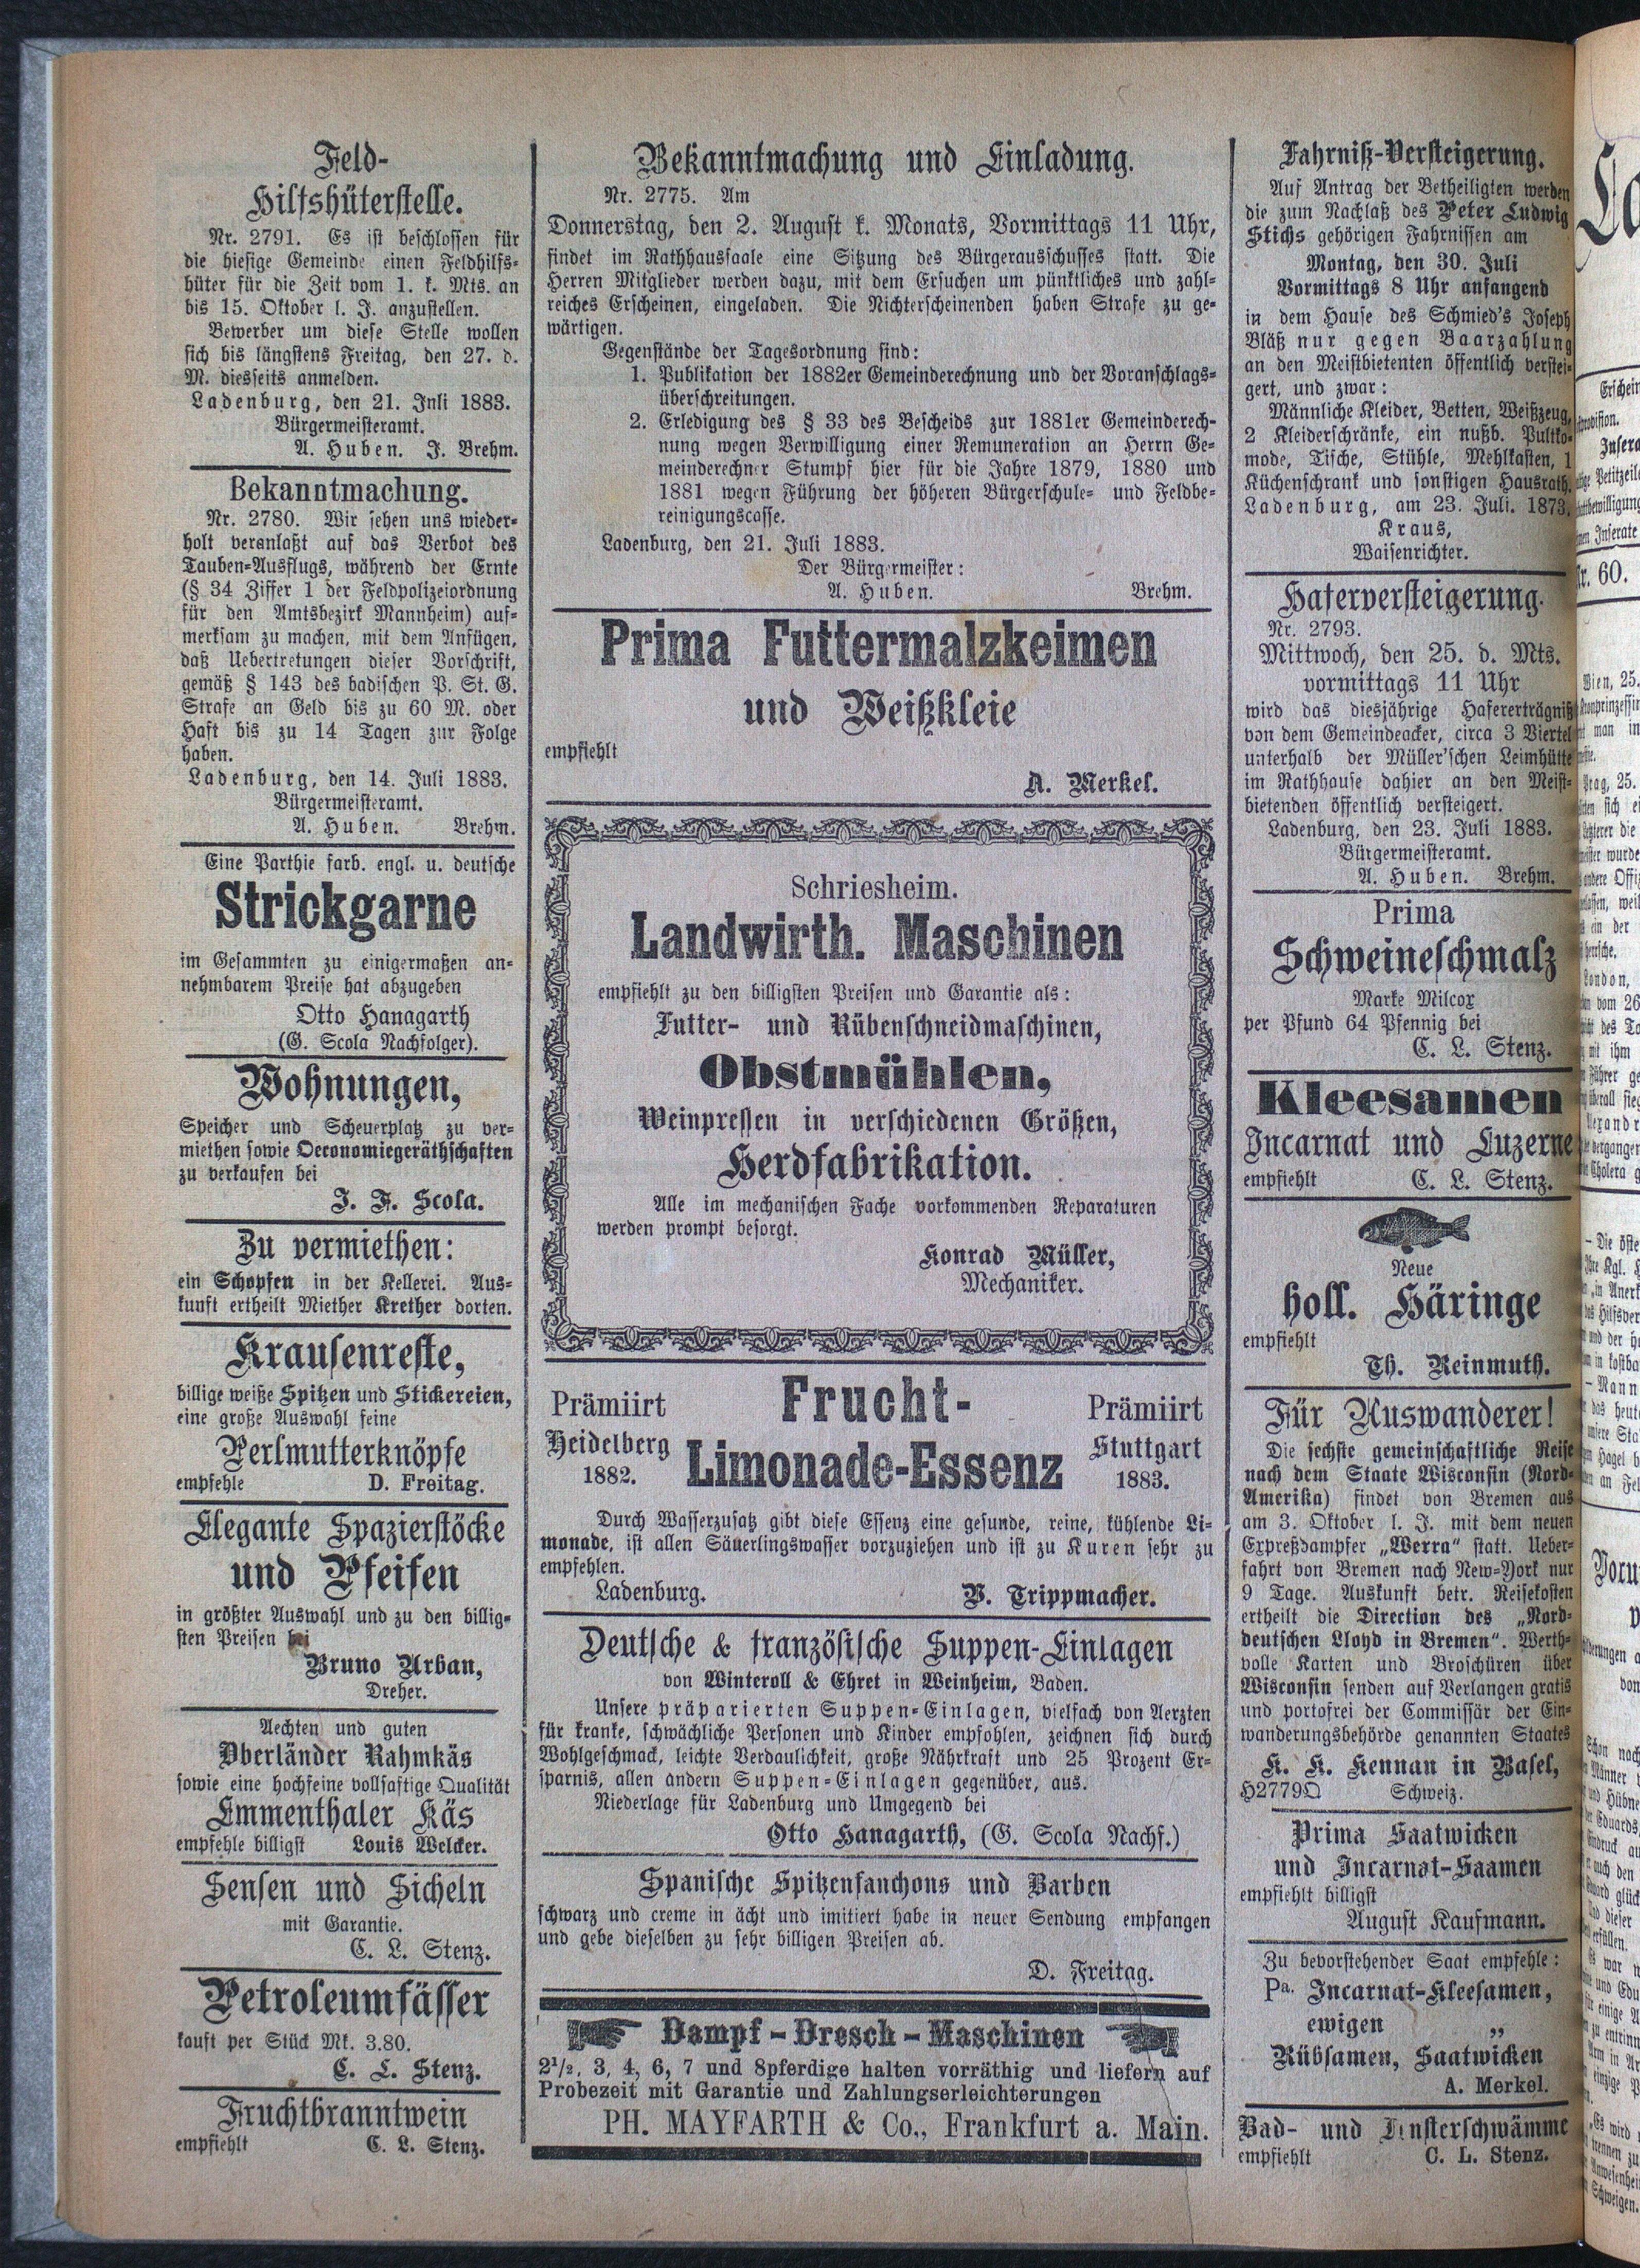 Feld-
Hilfshüterstelle.
Nr. 2791. Es ist beschlossen für
die hiesige Gemeinde einen Feldhilfs-
hüter für die Zeit vom 1. k. Mts. an
bis 15. Oktober l. J. anzustellen.
Bewerber um diese Stelle wollen
sich bis längstens Freitag, den 27. d.
M. diesseits anmelden.
Ladenburg, den 21. Juli 1883.
Bürgermeisteramt.
A. Huben. J. Brehm.
Bekanntmachung.
Nr. 2780. Wir sehen uns wieder-
holt veranlaßt auf das Verbot des
Tauben-Ausflugs, während der Ernte
(§ 34 Ziffer 1 der Feldpolizeiordnung
für den Amtsbezirk Mannheim) auf-
merksam zu machen, mit dem Anfügen,
daß Uebertretungen dieser Vorschrift,
gemäß § 143 des badischen P. St. G.
Strafe an Geld bis zu 60 M. oder
Haft bis zu 14 Tagen zur Folge
haben.
Ladenburg, den 14. Juli 1883.
Bürgermeisteramt.
A. Huben. Brehm.
Eine Parthie farb. engl. u. deutsche
Strickgarne
im Gesammten zu einigermaßen an-
nehmbarem Preise hat abzugeben
Otto Hanagarth
(G. Scola Nachfolger).
Wohnungen,
Speicher und Scheuerplatz zu ver-
miethen sowie Oeconomiegeräthschaften
zu verkaufen bei
J. F. Scola.
Zu vermiethen:
ein Schopfen in der Kellerei. Aus-
kunft ertheilt Miether Krether dorten.
Krausenreste,
billige weiße Spitzen und Stickereien,
eine große Auswahl feine
Perlmutterknöpfe
empfehle D. Freitag.
Elegante Spazierstöcke
und Pfeifen
in größter Auswahl und zu den billig-
sten Preisen bei
Bruno Urban,
Dreher.
Aechten und guten
Oberländer Rahmkäs
sowie eine hochfeine vollsaftige Qualität
Emmenthaler Käs
empfehle billigst Louis Welcker.
Sensen und Sicheln
mit Garantie.
C. L. Stenz.
Petroleumfässer
kauft per Stück Mk. 3.80.
C. L. Stenz.
Fruchtbranntwein
empfiehlt C. L. Stenz.
Bekanntmachung und Einladung.
Nr. 2775. Am
Donnerstag, den 2. August k. Monats, Vormittags 11 Uhr,
findet im Rathhaussaale eine Sitzung des Bürgerausschusses statt. Die
Herren Mitglieder werden dazu, mit dem Ersuchen um pünktliches und zahl-
reiches Erscheinen, eingeladen. Die Nichterscheinenden haben Strafe zu ge-
wärtigen.
Gegenstände der Tagesordnung sind:
1. Publikation der 1882er Gemeinderechnung und der Voranschlags-
überschreitungen.
2. Erledigung des § 33 des Bescheids zur 1881er Gemeinderech-
nung wegen Verwilligung einer Remuneration an Herrn Ge-
meinderechner Stumpf hier für die Jahre 1879, 1880 und
1881 wegen Führung der höheren Bürgerschule- und Feldbe-
reinigungscasse.
Ladenburg, den 21. Juli 1883.
Der Bürgermeister:
A. Huben. Brehm.
Prima Futtermalzkeimen
und Weißkleie
empfiehlt
A. Merkel.
Schriesheim.
Landwirth. Maschinen
empfiehlt zu den billigsten Preisen und Garantie als:
Futter- und Rübenschneidmaschinen,
Obstmühlen,
Weinpressen in verschiedenen Größen,
Herdfabrikation.
Alle im mechanischen Fache vorkommenden Reparaturen
werden prompt besorgt.
Konrad Müller,
Mechaniker.
Prämiirt Frucht- Prämiirt
Heidelberg Limonade-Essenz Stuttgart
1882. 1883.
Durch Wasserzusatz gibt diese Essenz eine gesunde, reine, kühlende Li-
monade, ist allen Säuerlingswasser vorzuziehen und ist zu Kuren sehr zu
empfehlen.
Ladenburg. B. Trippmacher.
Deutsche & französische Suppen-Einlagen
von Winteroll & Ehret in Weinheim, Baden.
Unsere präparierten Suppen-Einlagen, vielfach von Aerzten
für kranke, schwächliche Personen und Kinder empfohlen, zeichnen sich durch
Wohlgeschmack, leichte Verdaulichkeit, große Nährkraft und 25 Prozent Er-
sparnis, allen andern Suppen-Einlagen gegenüber, aus.
Niederlage für Ladenburg und Umgegend bei
Otto Hanagarth, (G. Scola Nachf.)
Spanische Spitzenfanchons und Barben
schwarz und creme in ächt und imitiert habe in neuer Sendung empfangen
und gebe dieselben zu sehr billigen Preisen ab.
D. Freitag.
Dampf-Dresch-Maschinen
2½, 3, 4, 6, 7 und 8pferdige halten vorräthig und liefern auf
Probezeit mit Garantie und Zahlungserleichterungen
PH. MAYFARTH & Co., Frankfurt a. Main.
Fahrniß-Versteigerung.
Auf Antrag der Betheiligten werden
die zum Nachlaß des Peter Ludwig
Stichs gehörigen Fahrnissen am
Montag, den 30. Juli
Vormittags 8 Uhr anfangend
in dem Hause des Schmied's Joseph
Bläß nur gegen Baarzahlung
an den Meistbietenten öffentlich verstei-
gert, und zwar:
Männliche Kleider, Betten, Weißzeug,
2 Kleiderschränke, ein nußb. Pultko-
mode, Tische, Stühle, Mehlkasten, 1
Küchenschrank und sonstigen Hausrath.
Ladenburg, am 23. Juli. 1873.
Kraus,
Waisenrichter.
Haferversteigerung.
Nr. 2793.
Mittwoch, den 25. d. Mts.
vormittags 11 Uhr
wird das diesjährige Hafererträgniß
von dem Gemeindeacker, circa 3 Viertel
unterhalb der Müller'schen Leimhütte
im Rathhause dahier an den Meist-
bietenden öffentlich versteigert.
Ladenburg, den 23. Juli 1883.
Bürgermeisteramt.
A. Huben. Brehm.
Prima
Schweineschmalz
Marke Milcox
per Pfund 64 Pfennig bei
C. L. Stenz.
Kleesamen
Incarnat und Luzerne
empfiehlt C. L. Stenz.
Neue
holl. Häringe
empfiehlt
Th. Reinmuth.
Für Auswanderer!
Die sechste gemeinschaftliche Reise
nach dem Staate Wisconsin (Nord-
Amerika) findet von Bremen aus
am 3. Oktober l. J. mit dem neuen
Expreßdampfer „Werra" statt. Ueber-
fahrt von Bremen nach New-York nur
9 Tage. Auskunft betr. Reisekosten
ertheilt die Direction des „Nord-
deutschen Lloyd in Bremen". Werth-
volle Karten und Broschüren über
Wisconsin senden auf Verlangen gratis
und portofrei der Commissär der Ein-
wanderungsbehörde genannten Staates
K. K. Kennan in Basel,
H2779Q Schweiz.
Prima Saatwicken
und Incarnat-Saamen
empfiehlt billigst
August Kaufmann.
Zu bevorstehender Saat empfehle:
Pa. Incarnat-Kleesamen,
ewigen „
Rübsamen, Saatwicken
A. Merkel.
Bad- und Fensterschwämme
empfiehlt C. L. Stenz.
Nr. 60.
Wien, 25.
Prag, 25.
London,